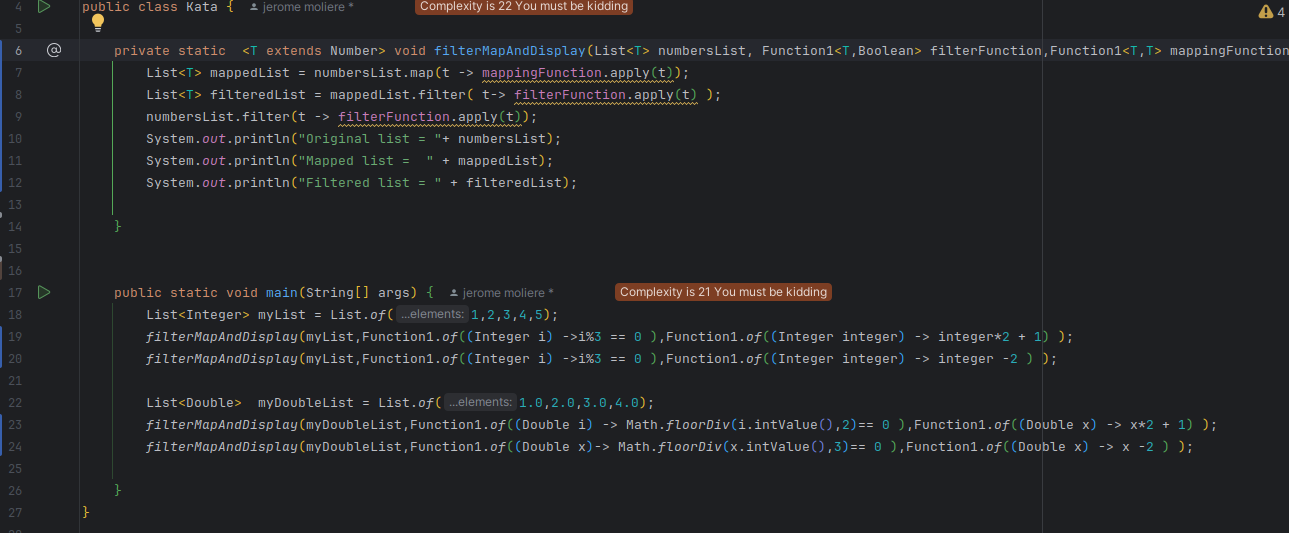 4 public class Kata { jerome moliere * Complexity is 22 You must be kidding 4
5
6 @ private static <T extends Number> void filterMapAndDisplay(List<T> numbersList, Function1<T,Boolean> filterFunction,Function1<T,T> mappingFunction
7 List<T> mappedList = numbersList.map(t -> mappingFunction.apply(t));
8 List<T> filteredList = mappedList.filter( t-> filterFunction.apply(t) );
9 numbersList.filter(t -> filterFunction.apply(t));
10 System.out.println("Original list = "+ numbersList);
11 System.out.println("Mapped list =  " + mappedList);
12 System.out.println("Filtered list = " + filteredList);
13
14 }
15
16
17 public static void main(String[] args) { jerome moliere * Complexity is 21 You must be kidding
18 List<Integer> myList = List.of( ...elements: 1,2,3,4,5);
19 filterMapAndDisplay(myList,Function1.of((Integer i) ->i%3 == 0 ),Function1.of((Integer integer) -> integer*2 + 1) );
20 filterMapAndDisplay(myList,Function1.of((Integer i) ->i%3 == 0 ),Function1.of((Integer integer) -> integer -2 ) );
21
22 List<Double>  myDoubleList = List.of( ...elements: 1.0,2.0,3.0,4.0);
23 filterMapAndDisplay(myDoubleList,Function1.of((Double i) -> Math.floorDiv(i.intValue(),2)== 0 ),Function1.of((Double x) -> x*2 + 1) );
24 filterMapAndDisplay(myDoubleList,Function1.of((Double x)-> Math.floorDiv(x.intValue(),3)== 0 ),Function1.of((Double x) -> x -2 ) );
25
26 }
27 }